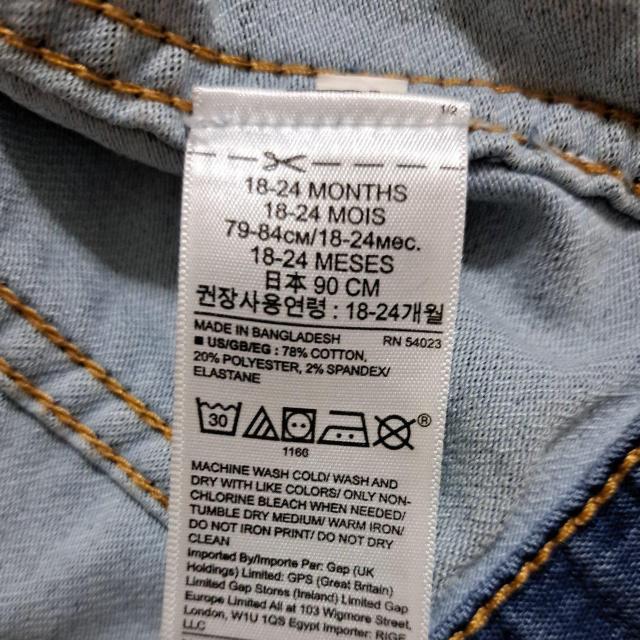 1/2
18-24 MONTHS
18-24 MOIS
79-84см/18-24мес.
18-24 MESES
日本 90 CM
권장사용연령 : 18-24개월
MADE IN BANGLADESH RN 54023
■ US/GB/EG : 78% COTTON,
20% POLYESTER, 2% SPANDEX/
ELASTANE
30
®
1166
MACHINE WASH COLD/ WASH AND
DRY WITH LIKE COLORS/ ONLY NON-
CHLORINE BLEACH WHEN NEEDED/
TUMBLE DRY MEDIUM/ WARM IRON/
DO NOT IRON PRINT/ DO NOT DRY
CLEAN
Imported By/Importe Par: Gap (UK
Holdings) Limited: GPS (Great Britain)
Limited Gap Stores (Ireland) Limited Gap
Europe Limited All at 103 Wigmore Street,
London, W1U 1QS Egypt Importer: RIGE
LLC